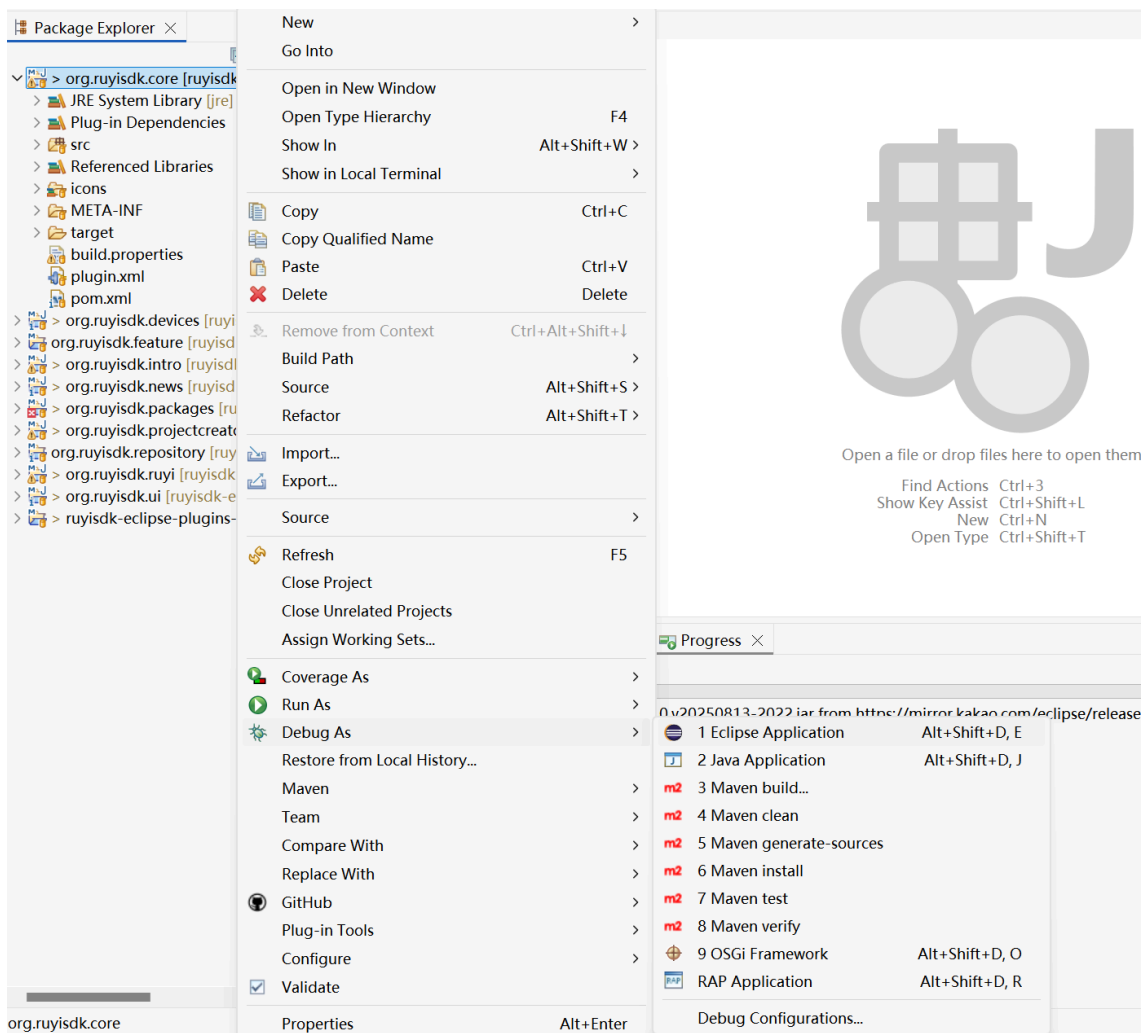 Package Explorer
> org.ruyisdk.core [ruyisdk
JRE System Library [jre]
Plug-in Dependencies
src
Referenced Libraries
icons
META-INF
target
build.properties
plugin.xml
pom.xml
> org.ruyisdk.devices [ruyi
org.ruyisdk.feature [ruyisd
> org.ruyisdk.intro [ruyisdl
> org.ruyisdk.news [ruyisd
> org.ruyisdk.packages [ru
> org.ruyisdk.projectcreato
org.ruyisdk.repository [ruy
> org.ruyisdk.ruyi [ruyisdk
> org.ruyisdk.ui [ruyisdk-e
> ruyisdk-eclipse-plugins-
org.ruyisdk.core
New
Go Into
Open in New Window
Open Type Hierarchy F4
Show In Alt+Shift+W
Show in Local Terminal
Copy Ctrl+C
Copy Qualified Name
Paste Ctrl+V
Delete Delete
Remove from Context Ctrl+Alt+Shift+↓
Build Path
Source Alt+Shift+S
Refactor Alt+Shift+T
Import...
Export...
Source
Refresh F5
Close Project
Close Unrelated Projects
Assign Working Sets...
Coverage As
Run As
Debug As
Restore from Local History...
Maven
Team
Compare With
Replace With
GitHub
Plug-in Tools
Configure
Validate
Properties Alt+Enter
J
Open a file or drop files here to open them
Find Actions Ctrl+3
Show Key Assist Ctrl+Shift+L
New Ctrl+N
Open Type Ctrl+Shift+T
Progress
0.v20250813-2022.jar from https://mirror.kakao.com/eclipse/release
1 Eclipse Application Alt+Shift+D, E
2 Java Application Alt+Shift+D, J
m2 3 Maven build...
m2 4 Maven clean
m2 5 Maven generate-sources
m2 6 Maven install
m2 7 Maven test
m2 8 Maven verify
9 OSGi Framework Alt+Shift+D, O
RAP RAP Application Alt+Shift+D, R
Debug Configurations...